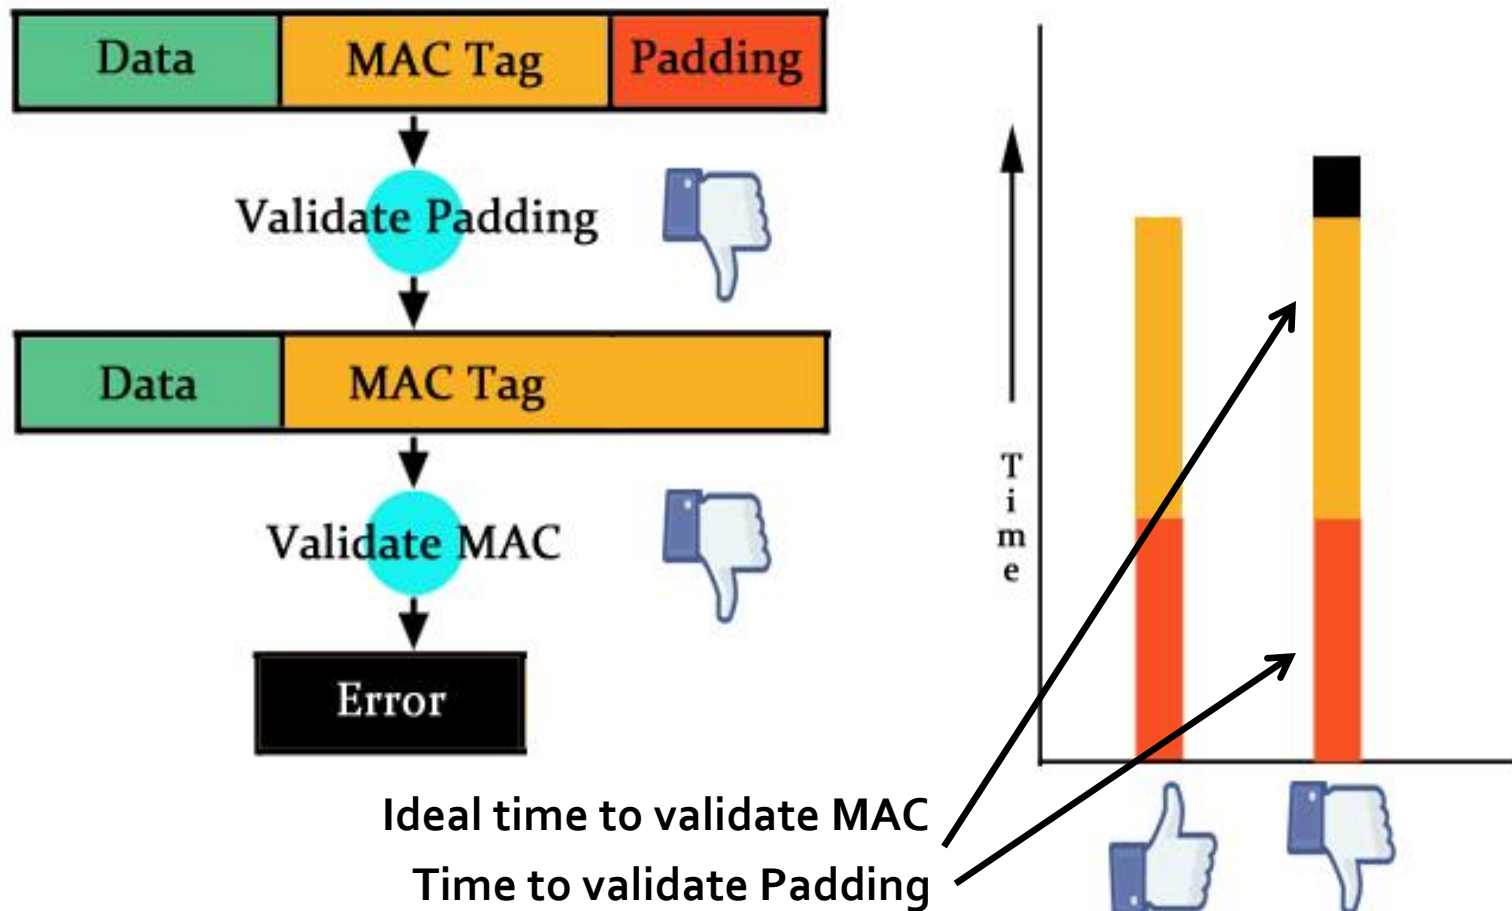 Data MAC Tag Padding
Validate Padding
Data MAC Tag
Validate MAC
Error
Time
Ideal time to validate MAC
Time to validate Padding